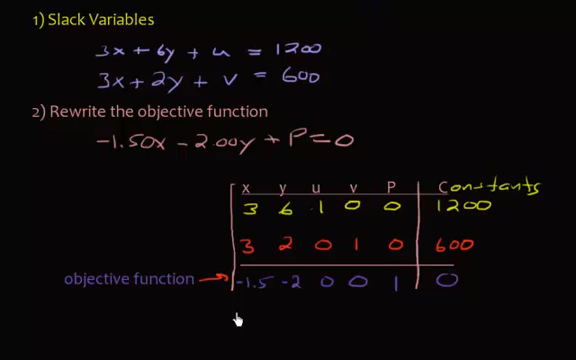 1) Slack Variables
3x + 6y + u = 1200
3x + 2y + v = 600
2) Rewrite the objective function
-1.50x - 2.00y + P = 0
x y u v P Constants
3 6 1 0 0 1200
3 2 0 1 0 600
objective function → -1.5 -2 0 0 1 0